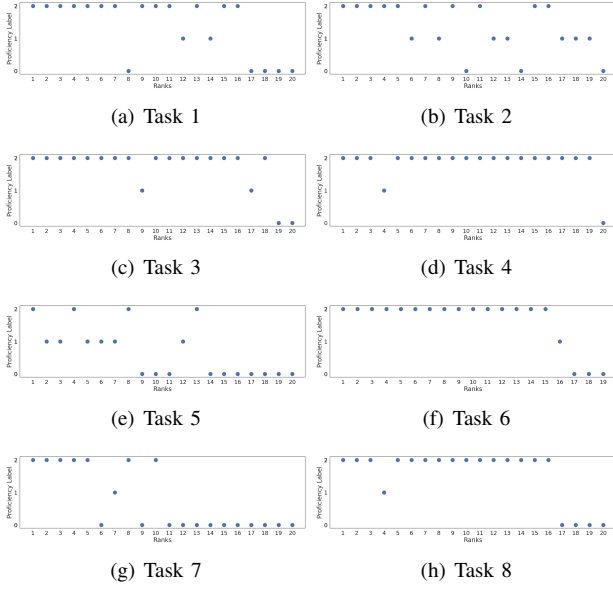 Proficiency Label
2
1
0
1 2 3 4 5 6 7 8 9 10 11 12 13 14 15 16 17 18 19 20
Ranks
(a) Task 1
Proficiency Label
2
1
0
1 2 3 4 5 6 7 8 9 10 11 12 13 14 15 16 17 18 19 20
Ranks
(b) Task 2
Proficiency Label
2
1
0
1 2 3 4 5 6 7 8 9 10 11 12 13 14 15 16 17 18 19 20
Ranks
(c) Task 3
Proficiency Label
2
1
0
1 2 3 4 5 6 7 8 9 10 11 12 13 14 15 16 17 18 19 20
Ranks
(d) Task 4
Proficiency Label
2
1
0
1 2 3 4 5 6 7 8 9 10 11 12 13 14 15 16 17 18 19 20
Ranks
(e) Task 5
Proficiency Label
2
1
0
1 2 3 4 5 6 7 8 9 10 11 12 13 14 15 16 17 18 19
Ranks
(f) Task 6
Proficiency Label
2
1
0
1 2 3 4 5 6 7 8 9 10 11 12 13 14 15 16 17 18 19 20
Ranks
(g) Task 7
Proficiency Label
2
1
0
1 2 3 4 5 6 7 8 9 10 11 12 13 14 15 16 17 18 19 20
Ranks
(h) Task 8